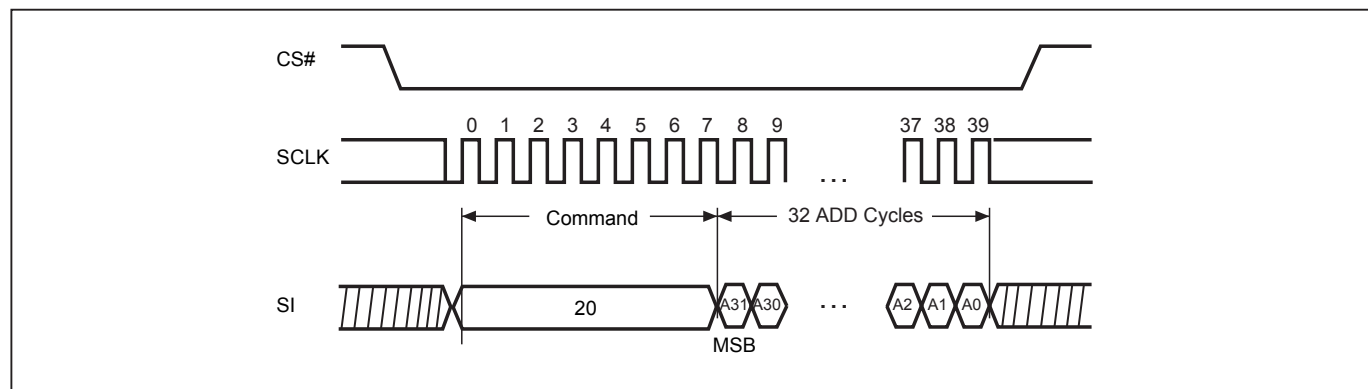 CS#
0 1 2 3 4 5 6 7 8 9 37 38 39
SCLK
...
Command
32 ADD Cycles
SI
20
A31 A30 ... A2 A1 A0
MSB